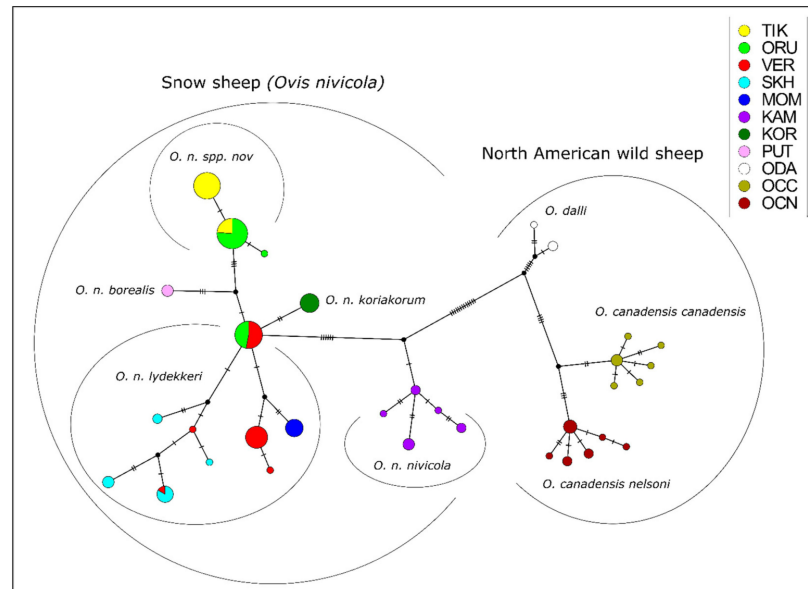 Snow sheep (Ovis nivicola)
O. n. spp. nov
O. n. borealis
O. n. koriakorum
O. n. lydekkeri
O. n. nivicola
North American wild sheep
O. dalli
O. canadensis canadensis
O. canadensis nelsoni
TIK
ORU
VER
SKH
MOM
KAM
KOR
PUT
ODA
OCC
OCN